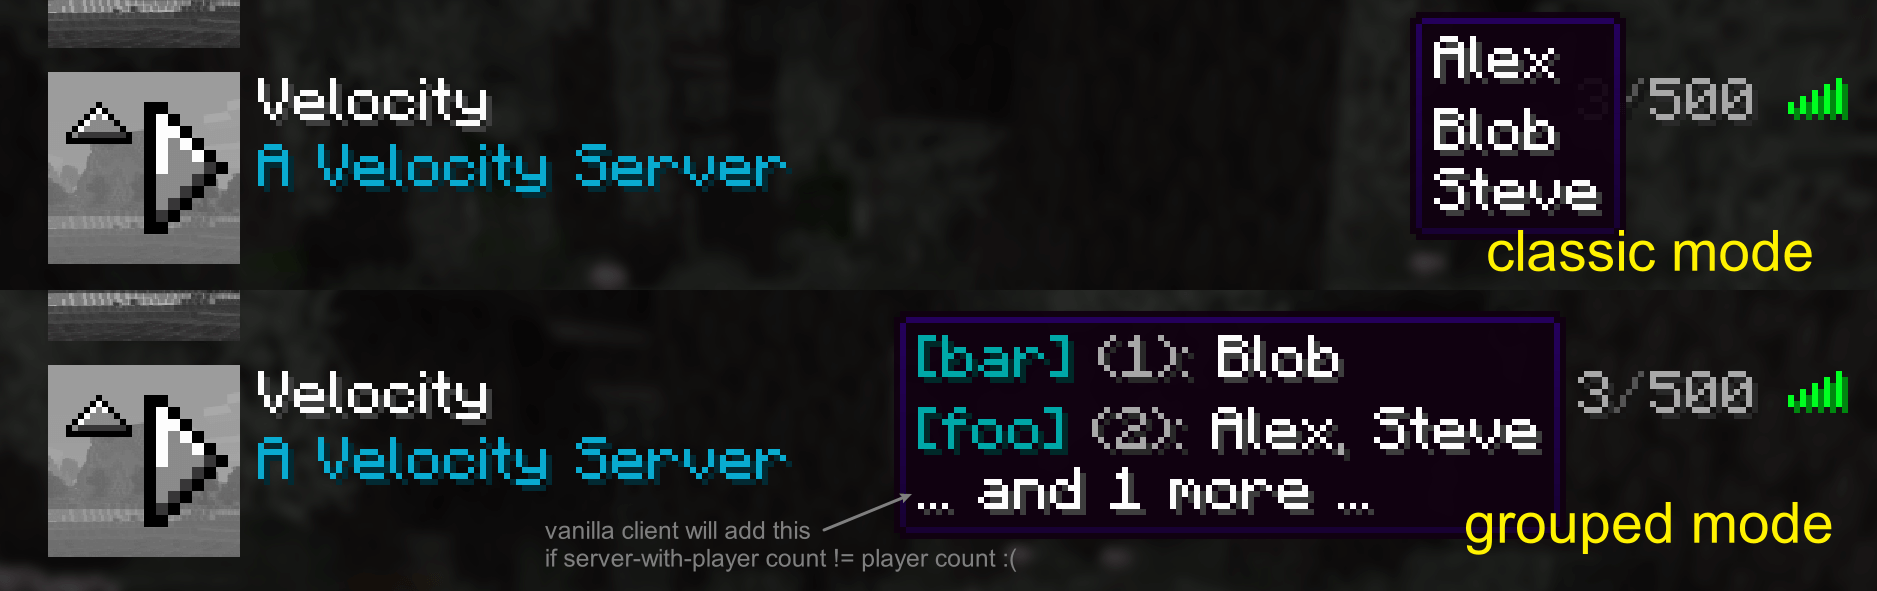 Velocity
A Velocity Server
Alex
Blob
Steve
3/500
classic mode
Velocity
A Velocity Server
[bar] (1): Blob
[foo] (2): Alex, Steve
... and 1 more ...
3/500
vanilla client will add this
if server-with-player count != player count :(
grouped mode